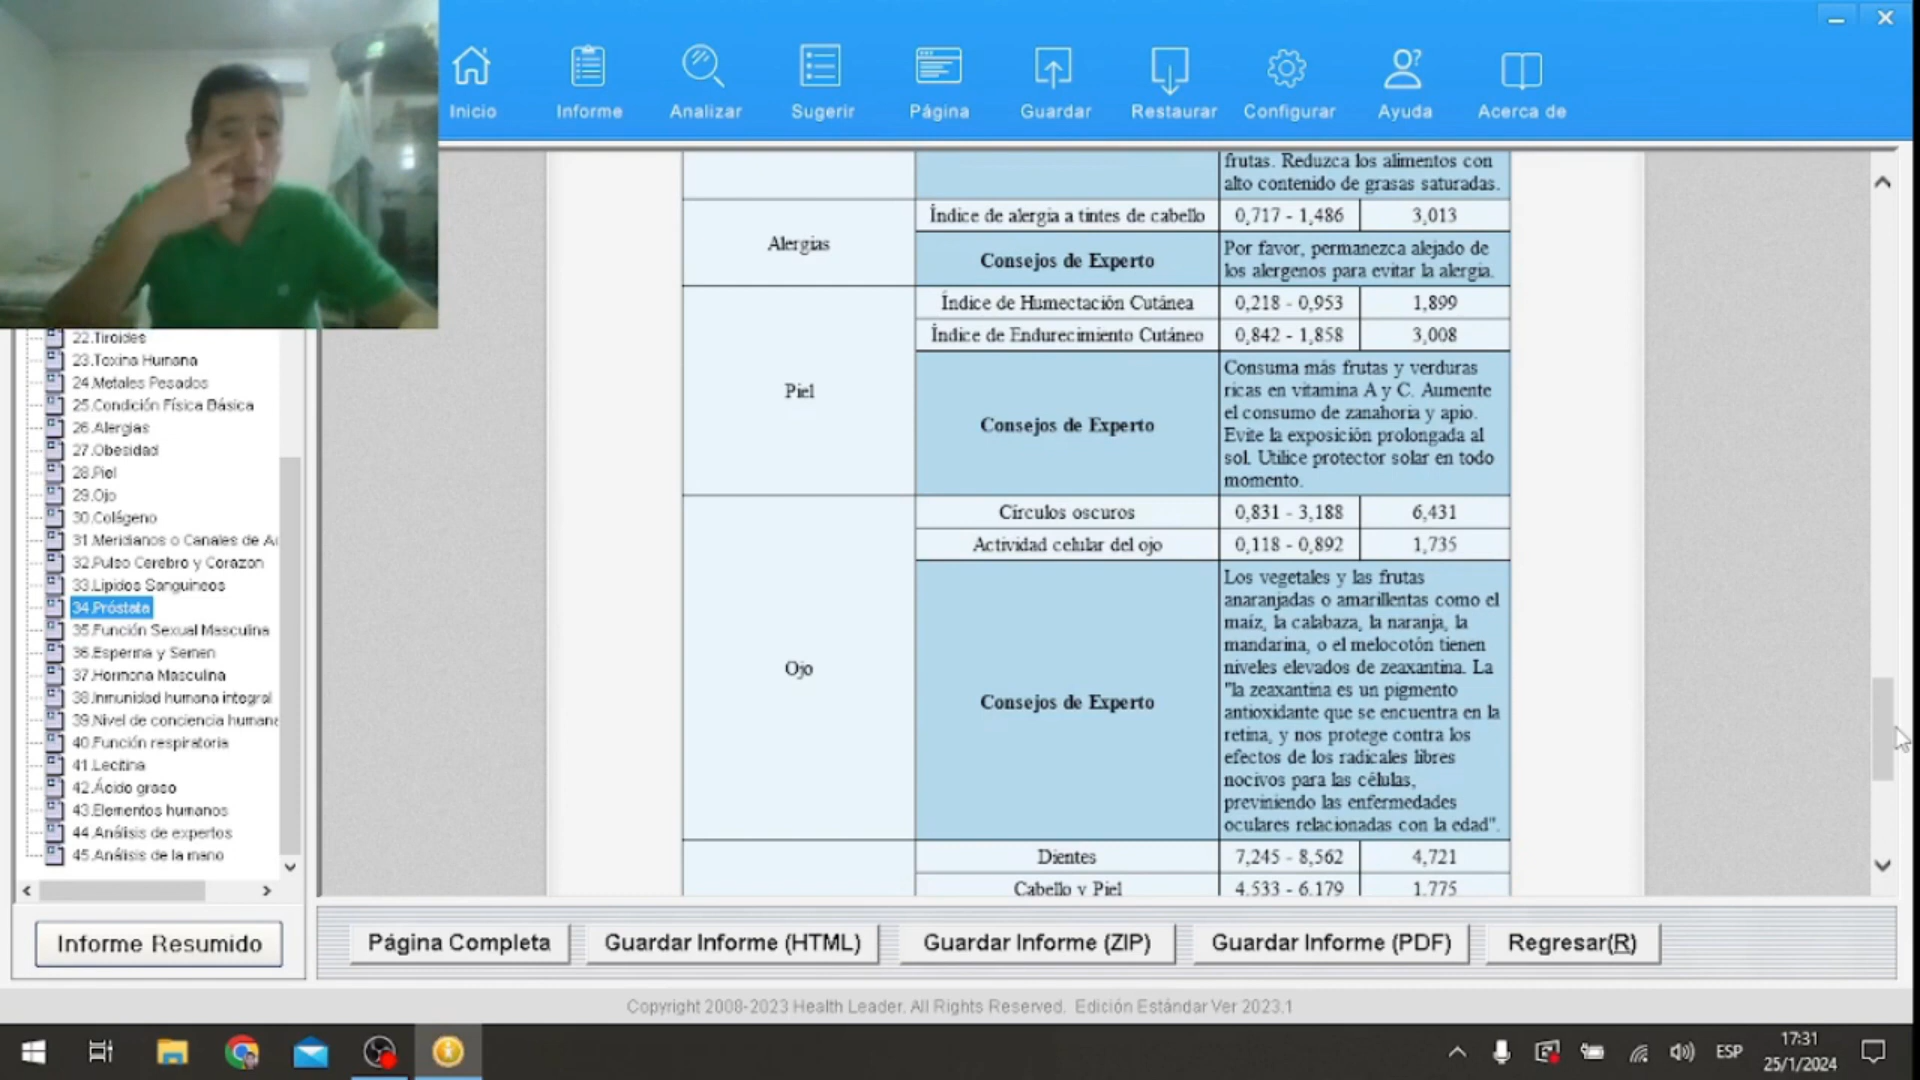 Inicio
Informe
Analizar
Sugerir
Página
Guardar
Restaurar
Configurar
Ayuda
Acerca de
22.Tiroides
23.Toxina Humana
24.Metales Pesados
25.Condición Física Básica
26.Alergias
27.Obesidad
28.Piel
29.Ojo
30.Colágeno
31.Meridianos o Canales de A
32.Pulso Cerebro y Corazon
33.Lipidos Sanguineos
34.Próstata
35.Función Sexual Masculina
36.Esperma y Semen
37.Hormona Masculina
38.Inmunidad humana integral
39.Nivel de conciencia humana
40.Función respiratoria
41.Lecitina
42.Ácido graso
43.Elementos humanos
44.Análisis de expertos
45.Análisis de la mano
Informe Resumido
frutas. Reduzca los alimentos con
alto contenido de grasas saturadas.
Alergias
Índice de alergia a tintes de cabello 0,717 - 1,486 3,013
Consejos de Experto
Por favor, permanezca alejado de
los alergenos para evitar la alergia.
Piel
Índice de Humectación Cutánea 0,218 - 0,953 1,899
Índice de Endurecimiento Cutáneo 0,842 - 1,858 3,008
Consejos de Experto
Consuma más frutas y verduras
ricas en vitamina A y C. Aumente
el consumo de zanahoria y apio.
Evite la exposición prolongada al
sol. Utilice protector solar en todo
momento.
Ojo
Círculos oscuros 0,831 - 3,188 6,431
Actividad celular del ojo 0,118 - 0,892 1,735
Consejos de Experto
Los vegetales y las frutas
anaranjadas o amarillentas como el
maíz, la calabaza, la naranja, la
mandarina, o el melocotón tienen
niveles elevados de zeaxantina. La
"la zeaxantina es un pigmento
antioxidante que se encuentra en la
retina, y nos protege contra los
efectos de los radicales libres
nocivos para las células,
previniendo las enfermedades
oculares relacionadas con la edad".
Dientes 7,245 - 8,562 4,721
Cabello y Piel 4,533 - 6,179 1,775
Página Completa
Guardar Informe (HTML)
Guardar Informe (ZIP)
Guardar Informe (PDF)
Regresar(R)
Copyright 2008-2023 Health Leader. All Rights Reserved. Edición Estándar Ver 2023.1
ESP
17:31
25/1/2024